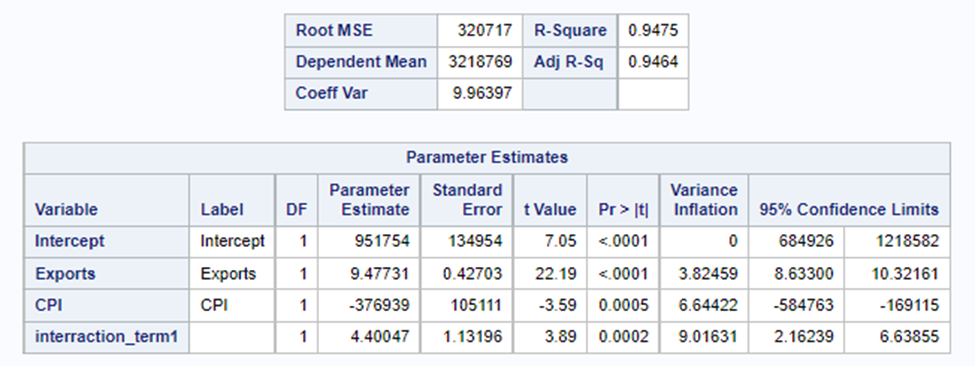 Root MSE 320717 R-Square 0.9475
Dependent Mean 3218769 Adj R-Sq 0.9464
Coeff Var 9.96397
Parameter Estimates
Variable Label DF Parameter Estimate Standard Error t Value Pr > |t| Variance Inflation 95% Confidence Limits
Intercept Intercept 1 951754 134954 7.05 <.0001 0 684926 1218582
Exports Exports 1 9.47731 0.42703 22.19 <.0001 3.82459 8.63300 10.32161
CPI CPI 1 -376939 105111 -3.59 0.0005 6.64422 -584763 -169115
interraction_term1 1 4.40047 1.13196 3.89 0.0002 9.01631 2.16239 6.63855